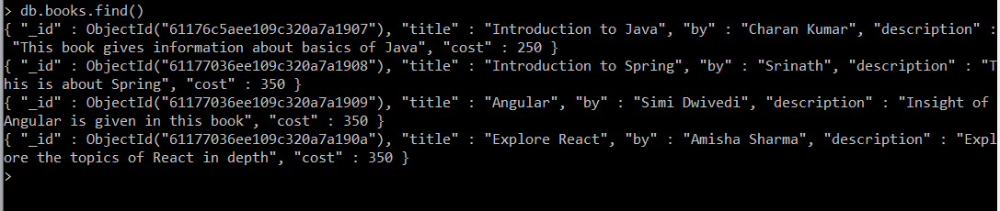 > db.books.find()
{ "_id" : ObjectId("61176c5aee109c320a7a1907"), "title" : "Introduction to Java", "by" : "Charan Kumar", "description" :
 "This book gives information about basics of Java", "cost" : 250 }
{ "_id" : ObjectId("61177036ee109c320a7a1908"), "title" : "Introduction to Spring", "by" : "Srinath", "description" : "T
his is about Spring", "cost" : 350 }
{ "_id" : ObjectId("61177036ee109c320a7a1909"), "title" : "Angular", "by" : "Simi Dwivedi", "description" : "Insight of
Angular is given in this book", "cost" : 350 }
{ "_id" : ObjectId("61177036ee109c320a7a190a"), "title" : "Explore React", "by" : "Amisha Sharma", "description" : "Expl
ore the topics of React in depth", "cost" : 350 }
>